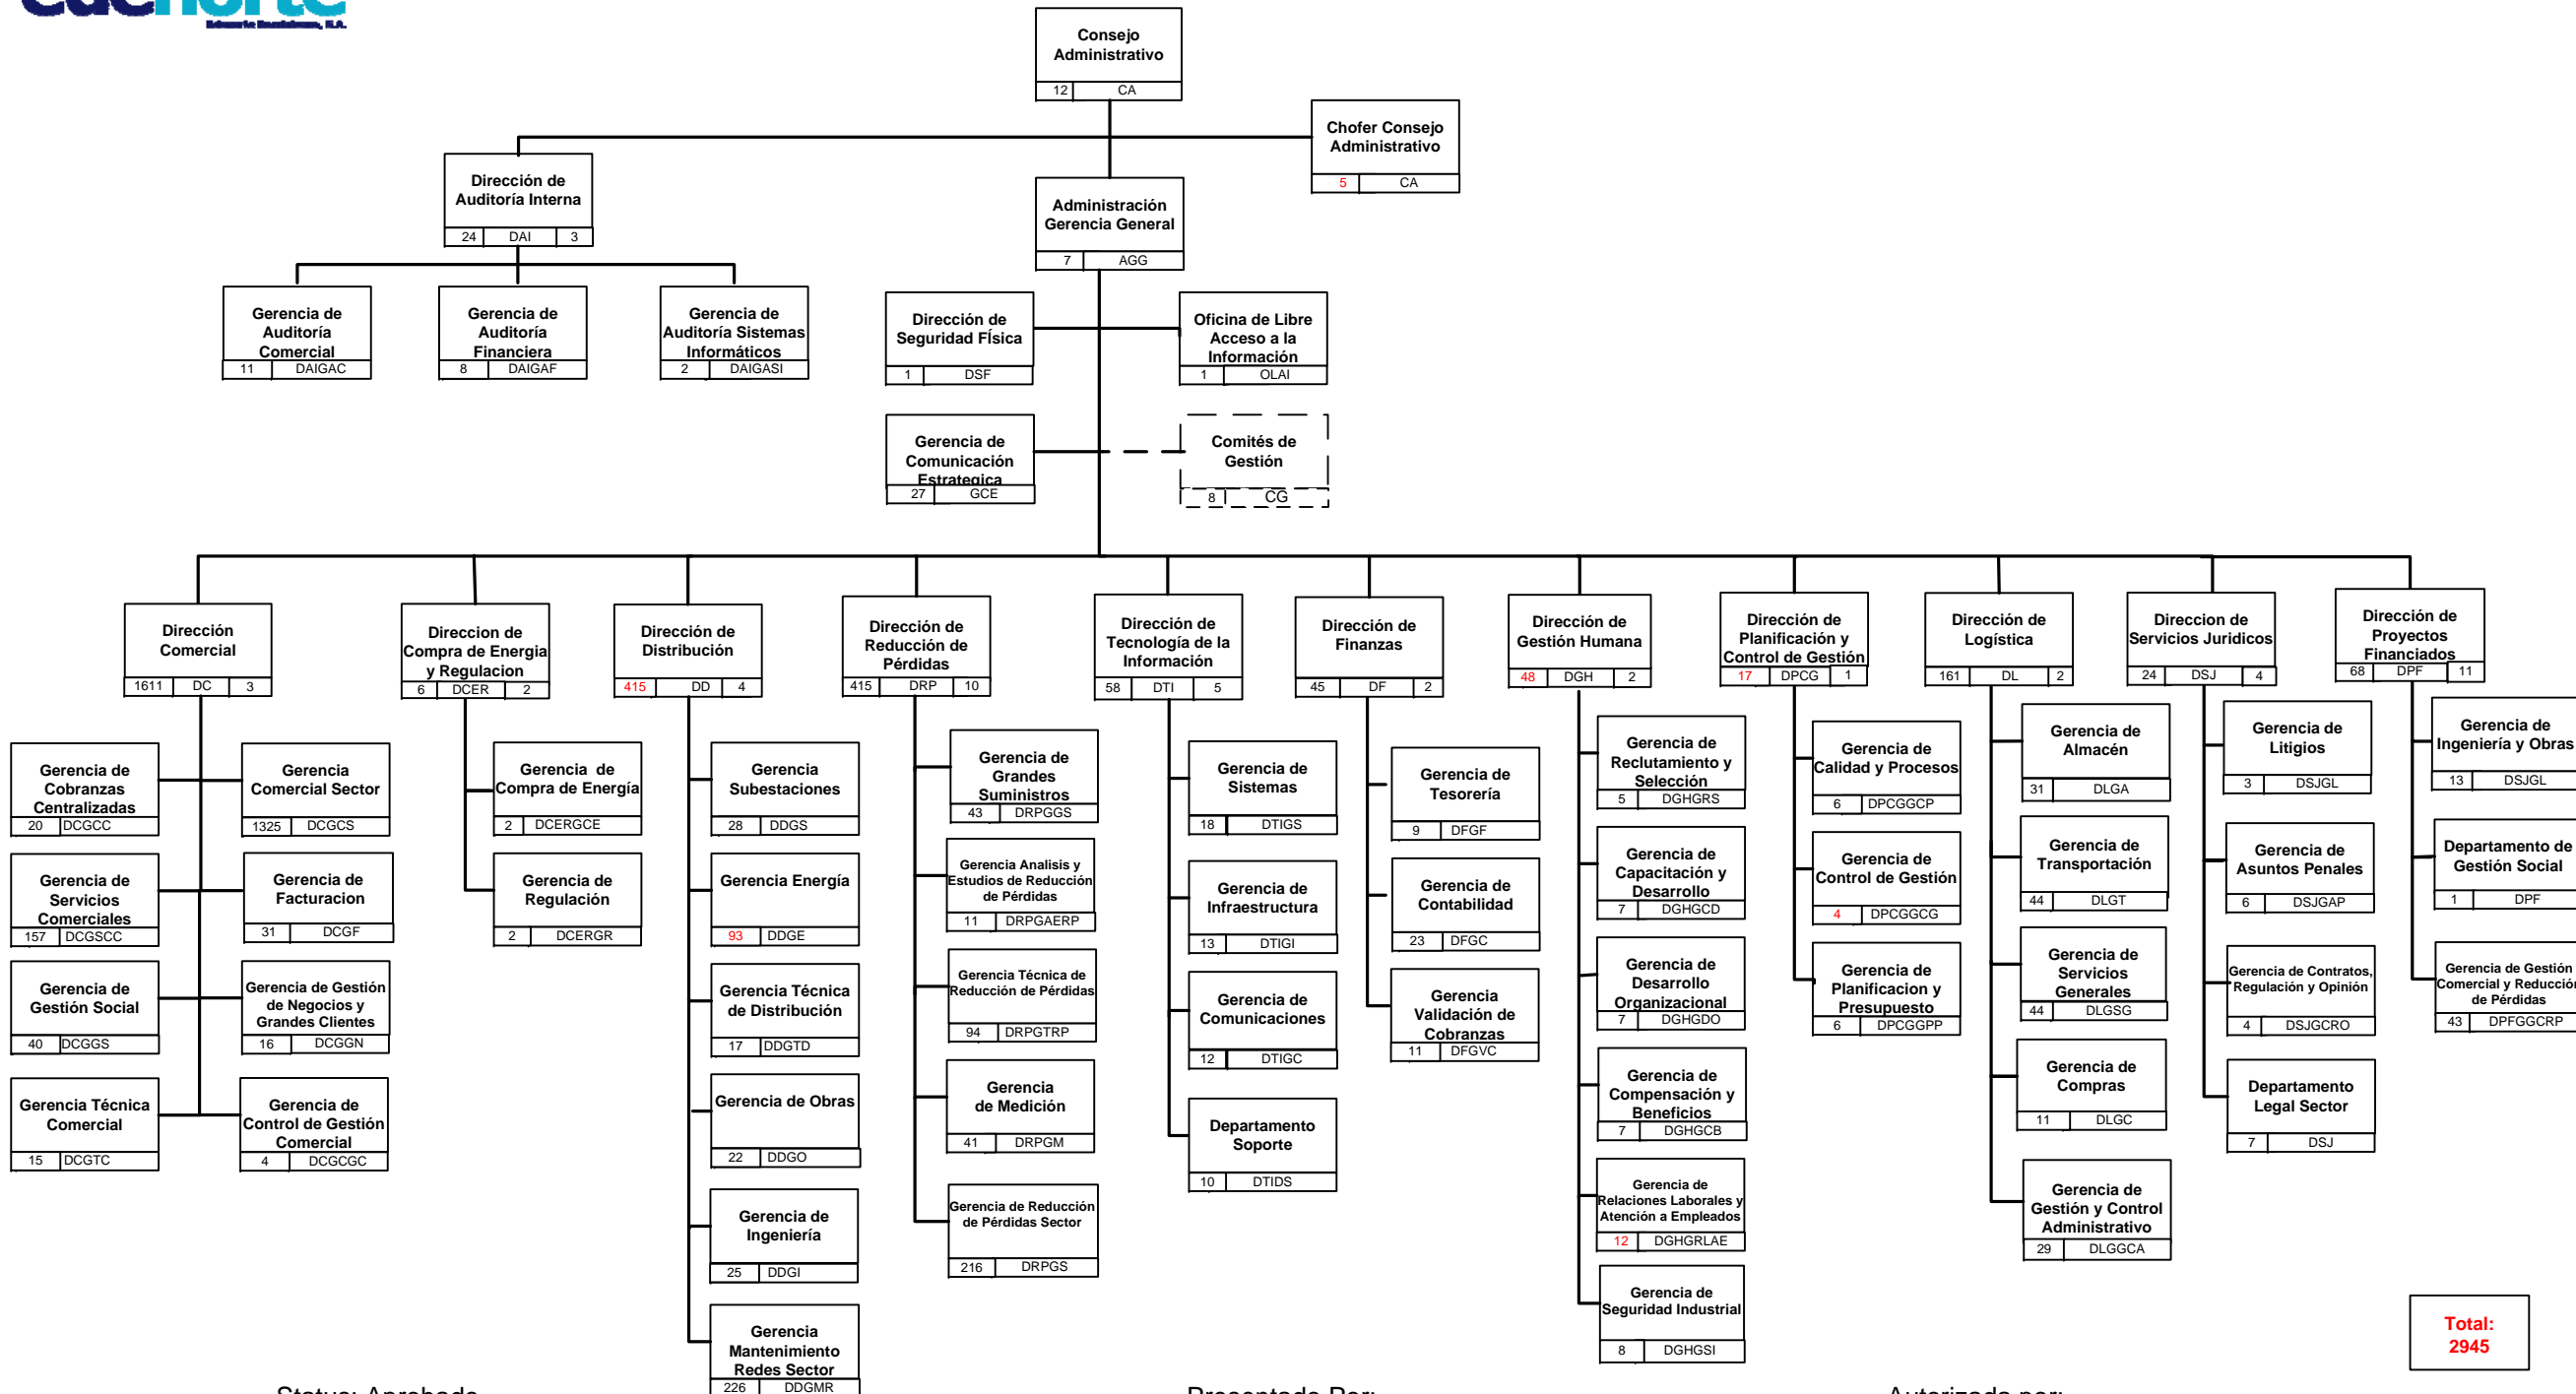 edenorte
Edenorte Dominicana, S.A.
Consejo
Administrativo
12 CA
Chofer Consejo
Administrativo
5 CA
Dirección de
Auditoría Interna
24 DAI 3
Administración
Gerencia General
7 AGG
Gerencia de
Auditoría
Comercial
11 DAIGAC
Gerencia de
Auditoría
Financiera
8 DAIGAF
Gerencia de
Auditoría Sistemas
Informáticos
2 DAIGASI
Dirección de
Seguridad FÍsica
1 DSF
Oficina de Libre
Acceso a la
Información
1 OLAI
Gerencia de
Comunicación
Estrategica
27 GCE
Comités de
Gestión
8 CG
Dirección
Comercial
1611 DC 3
Direccion de
Compra de Energia
y Regulacion
6 DCER 2
Dirección de
Distribución
415 DD 4
Dirección de
Reducción de
Pérdidas
415 DRP 10
Dirección de
Tecnología de la
Información
58 DTI 5
Dirección de
Finanzas
45 DF 2
Dirección de
Gestión Humana
48 DGH 2
Dirección de
Planificación y
Control de Gestión
17 DPCG 1
Dirección de
Logística
161 DL 2
Direccion de
Servicios Juridicos
24 DSJ 4
Dirección de
Proyectos
Financiados
68 DPF 11
Gerencia de
Cobranzas
Centralizadas
20 DCGCC
Gerencia
Comercial Sector
1325 DCGCS
Gerencia de
Servicios
Comerciales
157 DCGSCC
Gerencia de
Facturacion
31 DCGF
Gerencia de
Gestión Social
40 DCGGS
Gerencia de Gestión
de Negocios y
Grandes Clientes
16 DCGGN
Gerencia Técnica
Comercial
15 DCGTC
Gerencia de
Control de Gestión
Comercial
4 DCGCGC
Gerencia de
Compra de Energía
2 DCERGCE
Gerencia de
Regulación
2 DCERGR
Gerencia
Subestaciones
28 DDGS
Gerencia Energía
93 DDGE
Gerencia Técnica
de Distribución
17 DDGTD
Gerencia de Obras
22 DDGO
Gerencia de
Ingeniería
25 DDGI
Gerencia
Mantenimiento
Redes Sector
226 DDGMR
Gerencia de
Grandes
Suministros
43 DRPGGS
Gerencia Analisis y
Estudios de Reducción
de Pérdidas
11 DRPGAERP
Gerencia Técnica de
Reducción de Pérdidas
94 DRPGTRP
Gerencia
de Medición
41 DRPGM
Gerencia de Reducción
de Pérdidas Sector
216 DRPGS
Gerencia de
Sistemas
18 DTIGS
Gerencia de
Infraestructura
13 DTIGI
Gerencia de
Comunicaciones
12 DTIGC
Departamento
Soporte
10 DTIDS
Gerencia de
Tesorería
9 DFGF
Gerencia de
Contabilidad
23 DFGC
Gerencia
Validación de
Cobranzas
11 DFGVC
Gerencia de
Reclutamiento y
Selección
5 DGHGRS
Gerencia de
Capacitación y
Desarrollo
7 DGHGCD
Gerencia de
Desarrollo
Organizacional
7 DGHGDO
Gerencia de
Compensación y
Beneficios
7 DGHGCB
Gerencia de
Relaciones Laborales y
Atención a Empleados
12 DGHGRLAE
Gerencia de
Seguridad Industrial
8 DGHGSI
Gerencia de
Calidad y Procesos
6 DPCGGCP
Gerencia de
Control de Gestión
4 DPCGGCG
Gerencia de
Planificacion y
Presupuesto
6 DPCGGPP
Gerencia de
Almacén
31 DLGA
Gerencia de
Transportación
44 DLGT
Gerencia de
Servicios
Generales
44 DLGSG
Gerencia de
Compras
11 DLGC
Gerencia de
Gestión y Control
Administrativo
29 DLGGCA
Gerencia de
Litigios
3 DSJGL
Gerencia de
Asuntos Penales
6 DSJGAP
Gerencia de Contratos,
Regulación y Opinión
4 DSJGCRO
Departamento
Legal Sector
7 DSJ
Gerencia de
Ingeniería y Obras
13 DSJGL
Departamento de
Gestión Social
1 DPF
Gerencia de Gestión
Comercial y Reducción
de Pérdidas
43 DPFGGCRP
Total:
2945
Status: Aprobado
Presentado Por:
Autorizado por: